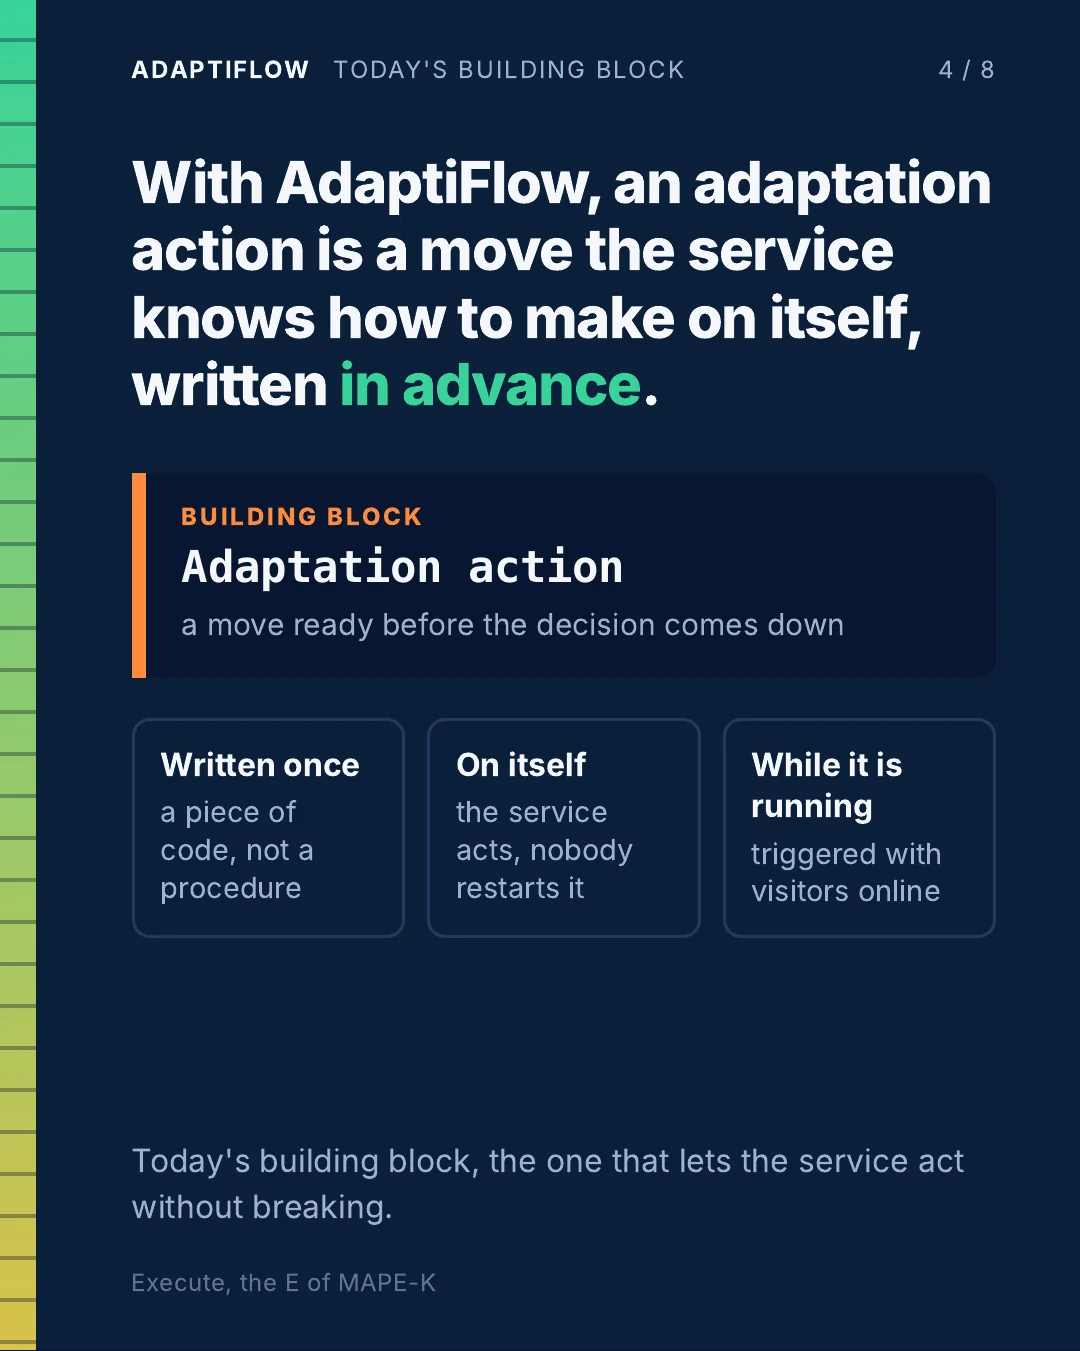 ADAPTIFLOW TODAY'S BUILDING BLOCK 4 / 8
With AdaptiFlow, an adaptation
action is a move the service
knows how to make on itself,
written in advance.
BUILDING BLOCK
Adaptation action
a move ready before the decision comes down
Written once
a piece of
code, not a
procedure
On itself
the service
acts, nobody
restarts it
While it is
running
triggered with
visitors online
Today's building block, the one that lets the service act
without breaking.
Execute, the E of MAPE-K